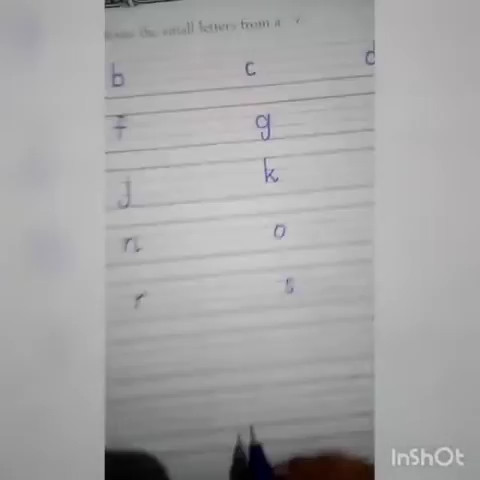 the small letters from a
b c d
f g
j k
n o
r s
InShOt